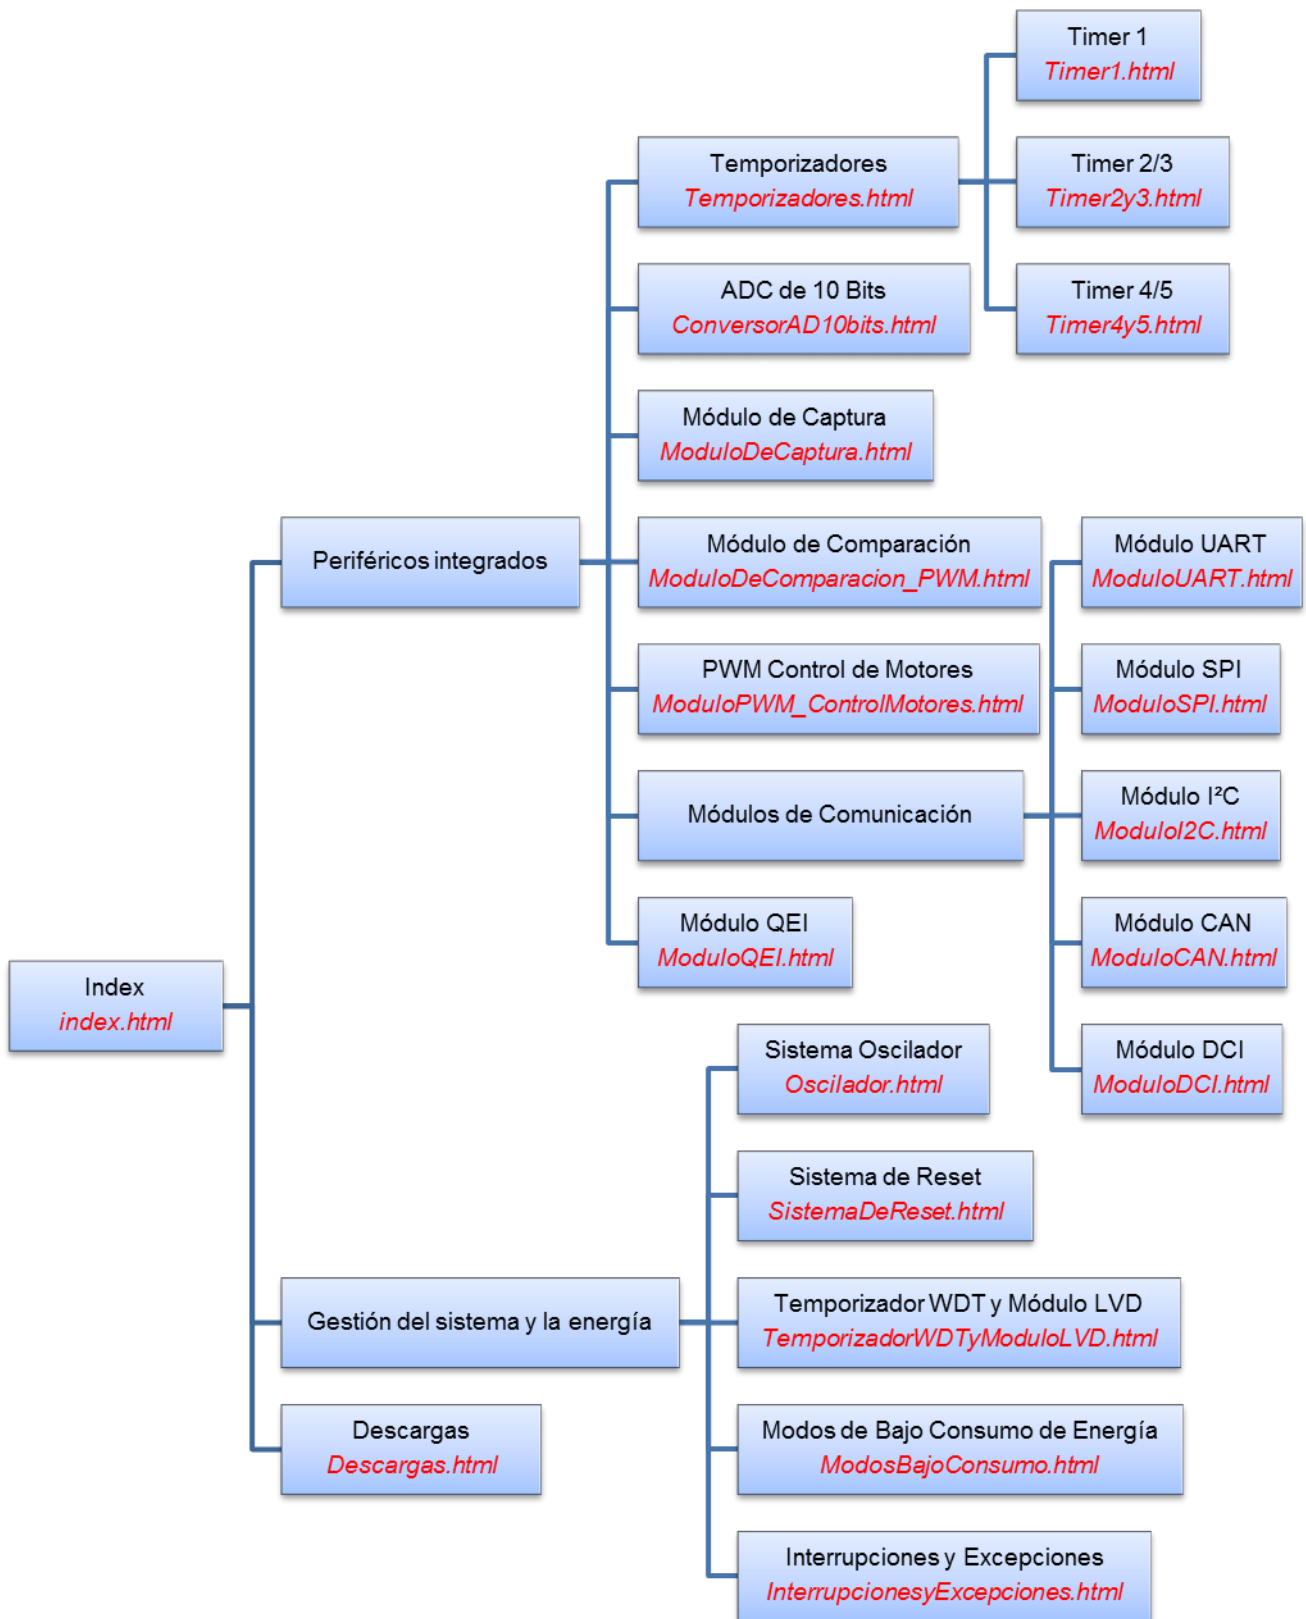 Timer 1
Timer1.html
Temporizadores
Temporizadores.html
Timer 2/3
Timer2y3.html
ADC de 10 Bits
ConversorAD10bits.html
Timer 4/5
Timer4y5.html
Módulo de Captura
ModuloDeCaptura.html
Periféricos integrados
Módulo de Comparación
ModuloDeComparacion_PWM.html
Módulo UART
ModuloUART.html
PWM Control de Motores
ModuloPWM_ControlMotores.html
Módulo SPI
ModuloSPI.html
Módulos de Comunicación
Módulo I²C
ModuloI2C.html
Módulo QEI
ModuloQEI.html
Módulo CAN
ModuloCAN.html
Index
index.html
Sistema Oscilador
Oscilador.html
Módulo DCI
ModuloDCI.html
Sistema de Reset
SistemaDeReset.html
Gestión del sistema y la energía
Temporizador WDT y Módulo LVD
TemporizadorWDTyModuloLVD.html
Descargas
Descargas.html
Modos de Bajo Consumo de Energía
ModosBajoConsumo.html
Interrupciones y Excepciones
InterrupcionesyExcepciones.html